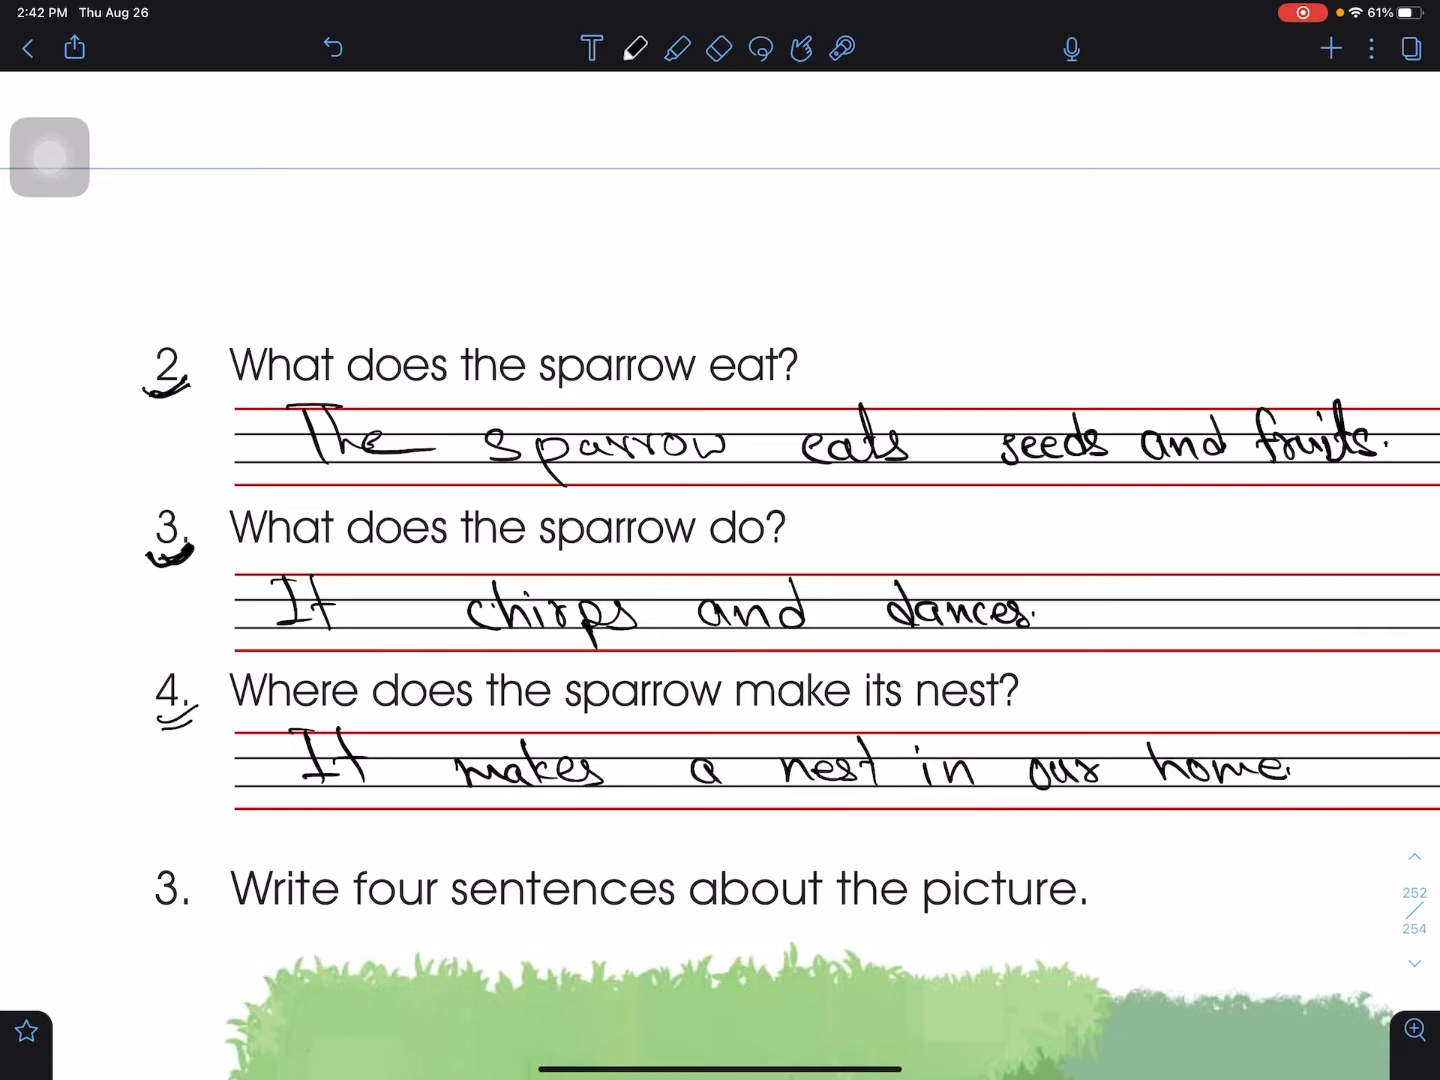 2:42 PM Thu Aug 26
61%
T
2. What does the sparrow eat?
The sparrow eats seeds and fruits.
3. What does the sparrow do?
It chirps and dances.
4. Where does the sparrow make its nest?
It makes a nest in our home.
3. Write four sentences about the picture.
252
254